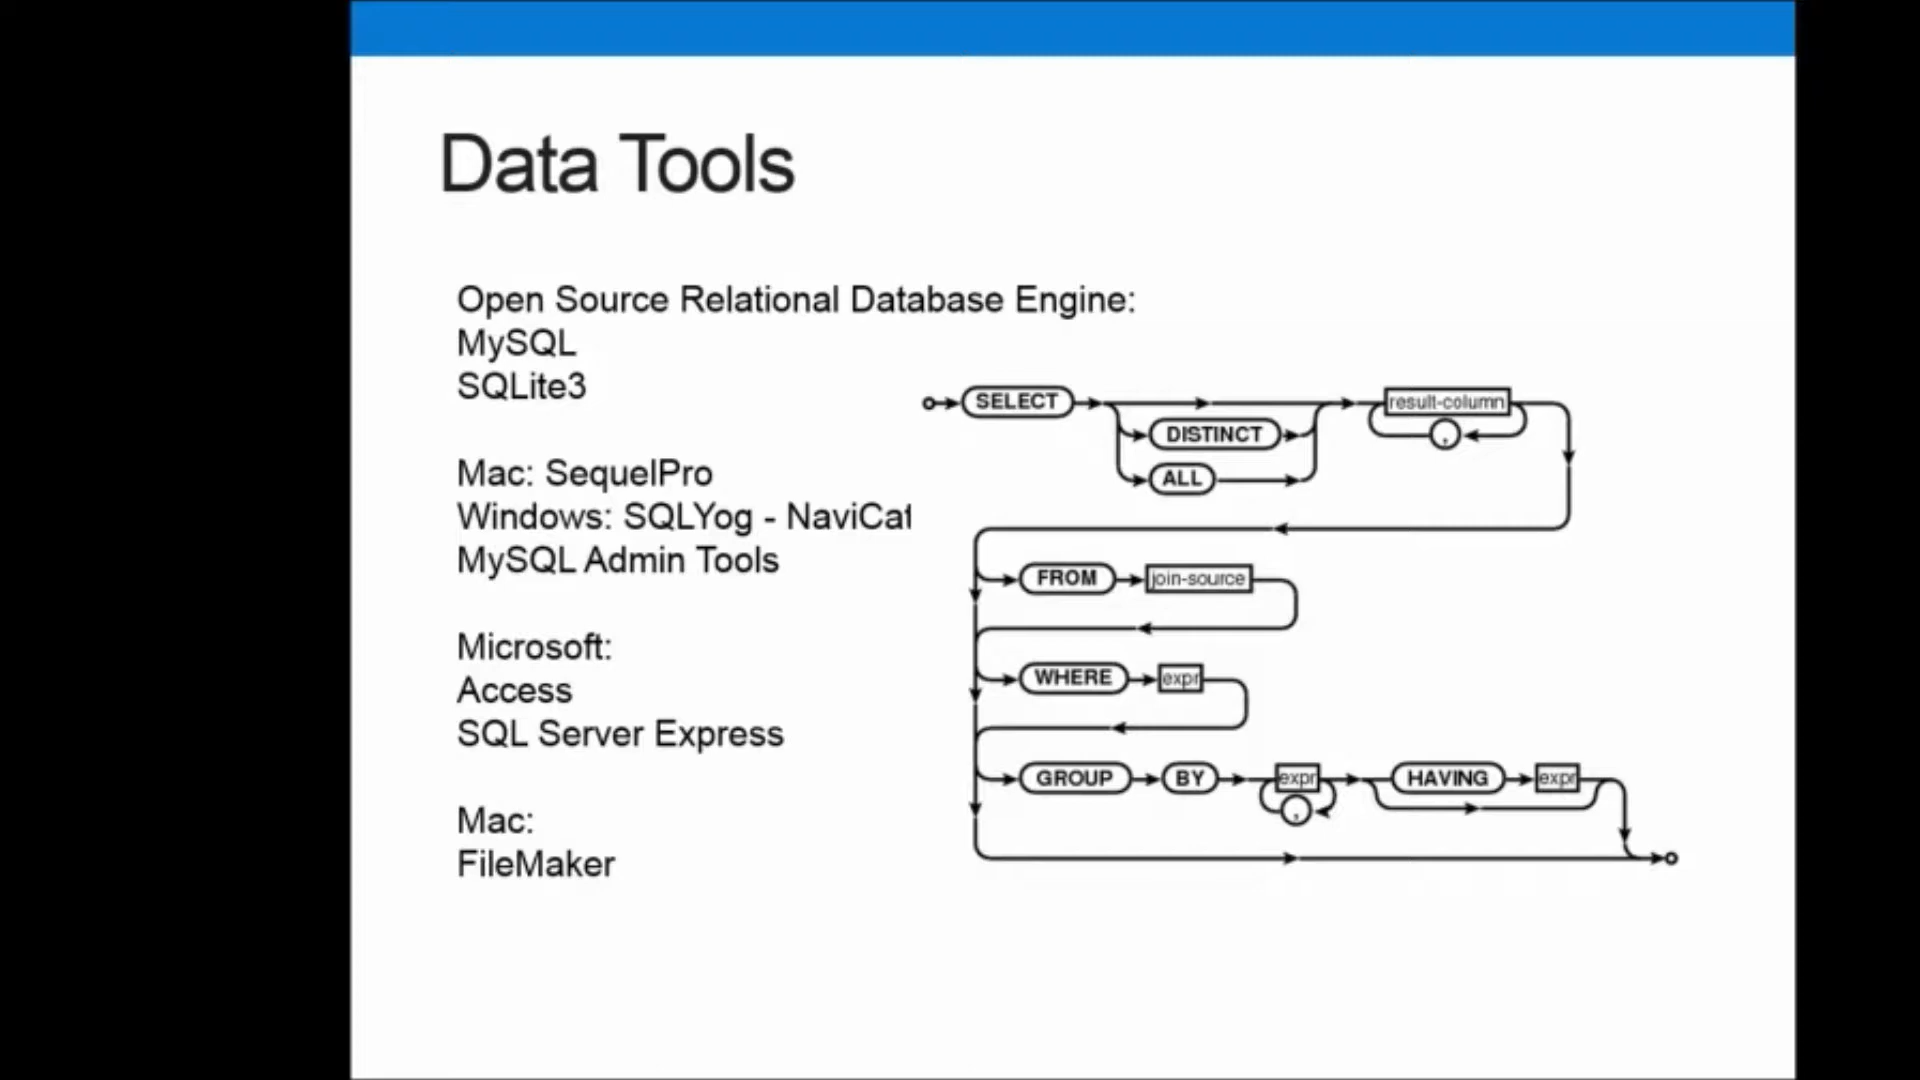 Data Tools
Open Source Relational Database Engine:
MySQL
SQLite3
Mac: SequelPro
Windows: SQLYog - NaviCat
MySQL Admin Tools
Microsoft:
Access
SQL Server Express
Mac:
FileMaker
SELECT result-column
DISTINCT ,
ALL
FROM join-source
WHERE expr
GROUP BY expr HAVING expr
,